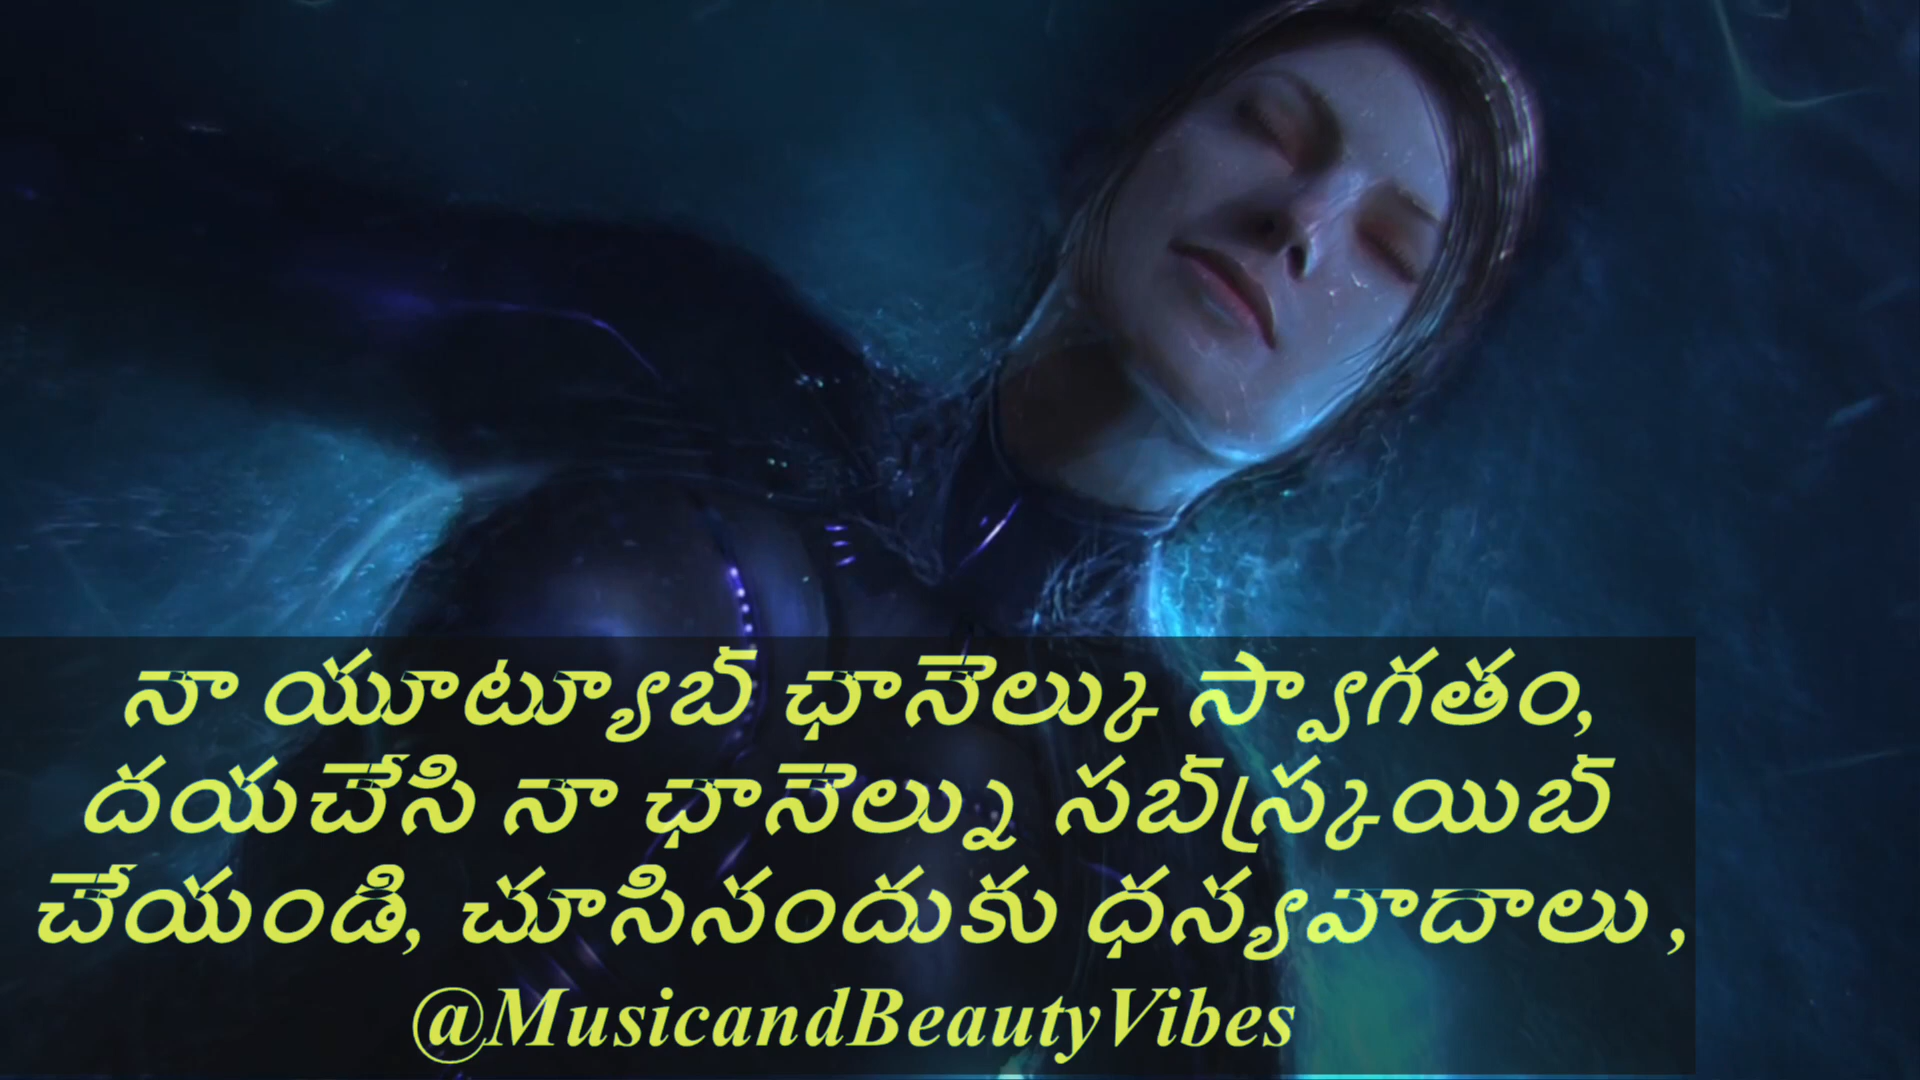 నా యూట్యూబ్ ఛానెల్కు స్వాగతం,
దయచేసి నా ఛానెల్ను సబ్స్క్రయిబ్
చేయండి, చూసినందుకు ధన్యవాదాలు ,
@MusicandBeautyVibes